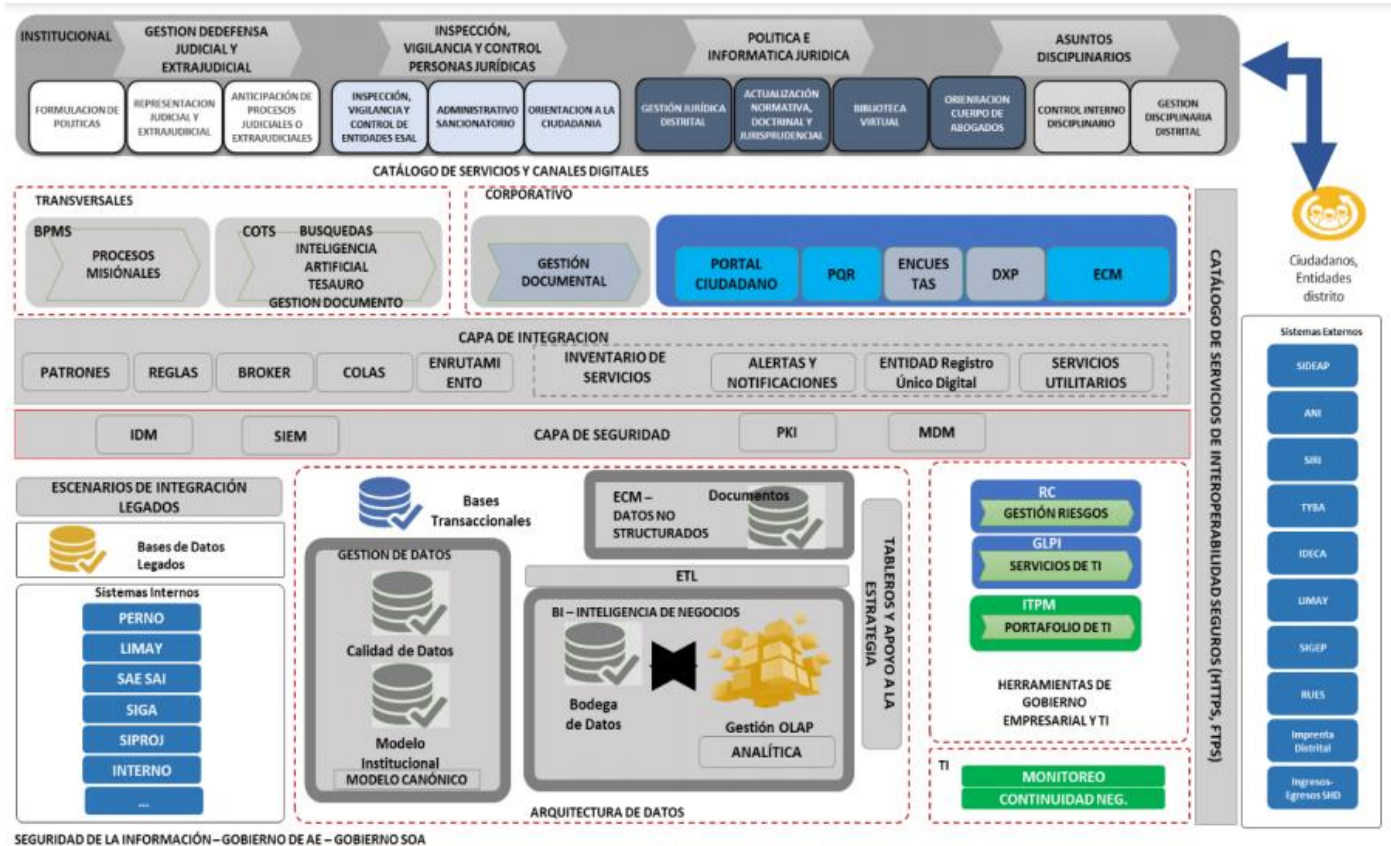 INSTITUCIONAL
GESTION DEDEFENSA
JUDICIAL Y
EXTRAJUDICIAL
INSPECCIÓN,
VIGILANCIA Y CONTROL
PERSONAS JURÍDICAS
POLITICA E
INFORMATICA JURIDICA
ASUNTOS
DISCIPLINARIOS
FORMULACION DE
POLITICAS
REPRESENTACION
JUDICIAL Y
EXTRAJUDIICIAL
ANTICIPACIÓN DE
PROCESOS
JUDICIALES O
EXTRAJUDICIALES
INSPECCIÓN,
VIGILANCIA Y
CONTROL DE
ENTIDADES ESAL
ADMINISTRATIVO
SANCIONATORIO
ORIENTACION A LA
CIUDADANIA
GESTIÓN JURÍDICA
DISTRITAL
ACTUALIZACIÓN
NORMATIVA,
DOCTRINAL Y
JURISPRUDENCIAL
BIBLIOTECA
VIRTUAL
ORIENRACION
CUERPO DE
ABOGADOS
CONTROL INTERNO
DISCIPLINARIO
GESTION
DISCIPLINARIA
DISTRITAL
CATÁLOGO DE SERVICIOS Y CANALES DIGITALES
TRANSVERSALES
BPMS
PROCESOS
MISIÓNALES
COTS
BUSQUEDAS
INTELIGENCIA
ARTIFICIAL
TESAURO
GESTION DOCUMENTO
CORPORATIVO
GESTIÓN
DOCUMENTAL
PORTAL
CIUDADANO
PQR
ENCUES
TAS
DXP
ECM
CAPA DE INTEGRACION
PATRONES
REGLAS
BROKER
COLAS
ENRUTAMI
ENTO
INVENTARIO DE
SERVICIOS
ALERTAS Y
NOTIFICACIONES
ENTIDAD Registro
Único Digital
SERVICIOS
UTILITARIOS
IDM
SIEM
CAPA DE SEGURIDAD
PKI
MDM
ESCENARIOS DE INTEGRACIÓN
LEGADOS
Bases de Datos
Legados
Sistemas Internos
PERNO
LIMAY
SAE SAI
SIGA
SIPROJ
INTERNO
...
Bases
Transaccionales
GESTION DE DATOS
Calidad de Datos
Modelo
Institucional
MODELO CANÓNICO
ECM –
DATOS NO
STRUCTURADOS
Documentos
ETL
BI – INTELIGENCIA DE NEGOCIOS
Bodega
de Datos
Gestión OLAP
ANALÍTICA
ARQUITECTURA DE DATOS
TABLEROS Y APOYO A LA
ESTRATEGIA
RC
GESTIÓN RIESGOS
GLPI
SERVICIOS DE TI
ITPM
PORTAFOLIO DE TI
HERRAMIENTAS DE
GOBIERNO
EMPRESARIAL Y TI
TI
MONITOREO
CONTINUIDAD NEG.
CATÁLOGO DE SERVICIOS DE INTEROPERABILIDAD SEGUROS (HTTPS, FTPS)
Ciudadanos,
Entidades
distrito
Sistemas Externos
SIDEAP
ANI
SIRI
TYBA
IDECA
LIMAY
SIGEP
RUES
Imprenta
Distrital
Ingresos-
Egresos SHD
SEGURIDAD DE LA INFORMACIÓN – GOBIERNO DE AE – GOBIERNO SOA